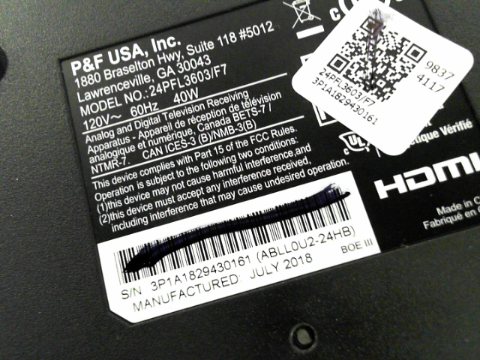 P&F USA, Inc.
1880 Braselton Hwy, Suite 118 #5012
Lawrenceville, GA 30043
MODEL NO.:24PFL3603/F7
120V~ 60Hz 40W
Analog and Digital Television Receiving
Apparatus - Appareil de réception de télévision
analogique et numérique, Canada BETS-7 /
NTMR-7. CAN ICES-3 (B)/NMB-3(B)
This device complies with Part 15 of the FCC Rules.
Operation is subject to the following two conditions:
(1)this device may not cause harmful interference and
(2)this device must accept any interference received,
including interference that may cause undesired operation.
S/N 3P1A1829430161 (ABLL0U2-24HB)
MANUFACTURED: JULY 2018
BOE III
24PFL3603/F7
3P1A1829430161
9837
4117
UL
Vérifié
HDMI
Made in
Fabriqué en